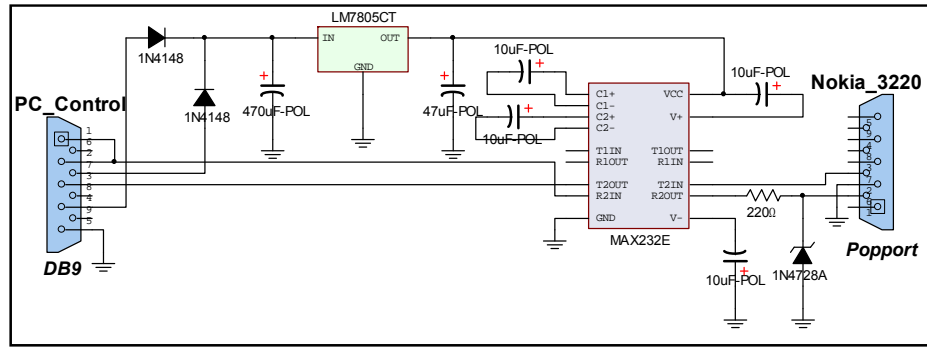 LM7805CT
IN
OUT
GND
1N4148
1N4148
470uF-POL
47uF-POL
10uF-POL
10uF-POL
10uF-POL
10uF-POL
PC_Control
1
6
2
7
3
8
4
9
5
DB9
C1+
C1-
C2+
C2-
T1IN
R1OUT
T2OUT
R2IN
GND
VCC
V+
T1OUT
R1IN
T2IN
R2OUT
V-
MAX232E
220Ω
1N4728A
Nokia_3220
Popport